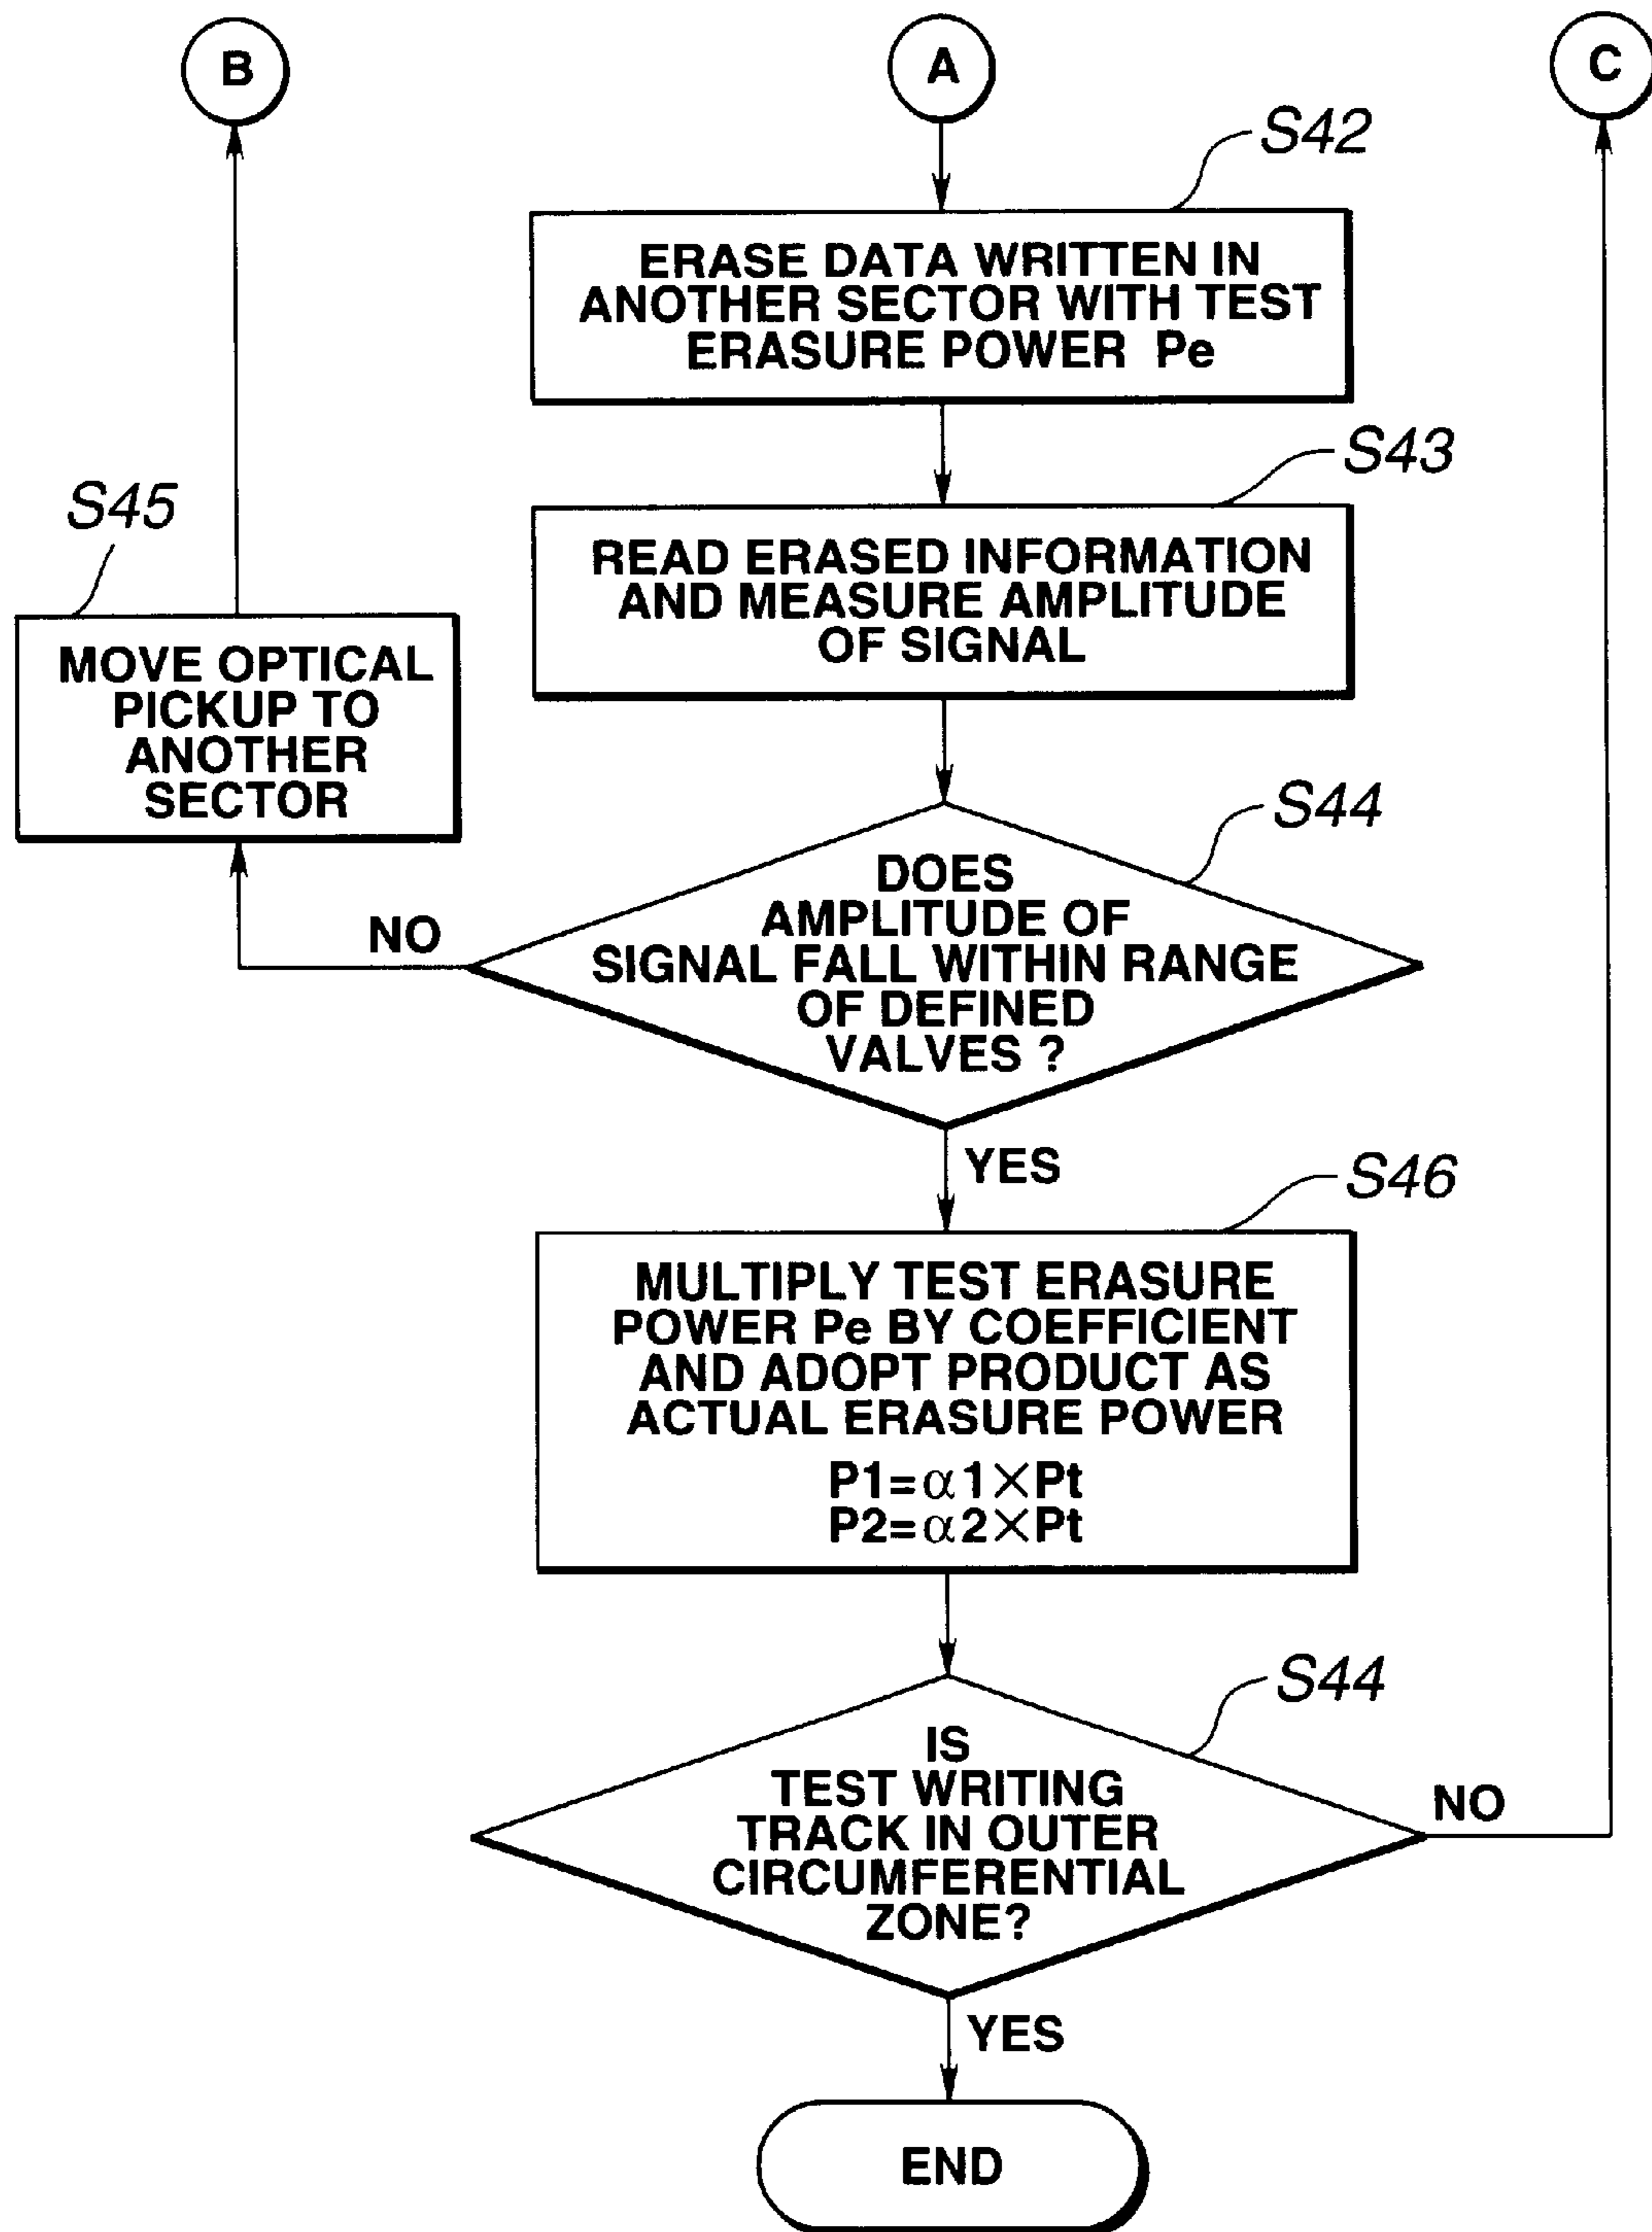 B
A
C
S42
ERASE DATA WRITTEN IN
ANOTHER SECTOR WITH TEST
ERASURE POWER Pe
S43
READ ERASED INFORMATION
AND MEASURE AMPLITUDE
OF SIGNAL
S45
MOVE OPTICAL
PICKUP TO
ANOTHER
SECTOR
S44
DOES
AMPLITUDE OF
SIGNAL FALL WITHIN RANGE
OF DEFINED
VALVES ?
NO
YES
S46
MULTIPLY TEST ERASURE
POWER Pe BY COEFFICIENT
AND ADOPT PRODUCT AS
ACTUAL ERASURE POWER
P1=α1×Pt
P2=α2×Pt
S44
IS
TEST WRITING
TRACK IN OUTER
CIRCUMFERENTIAL
ZONE?
NO
YES
END